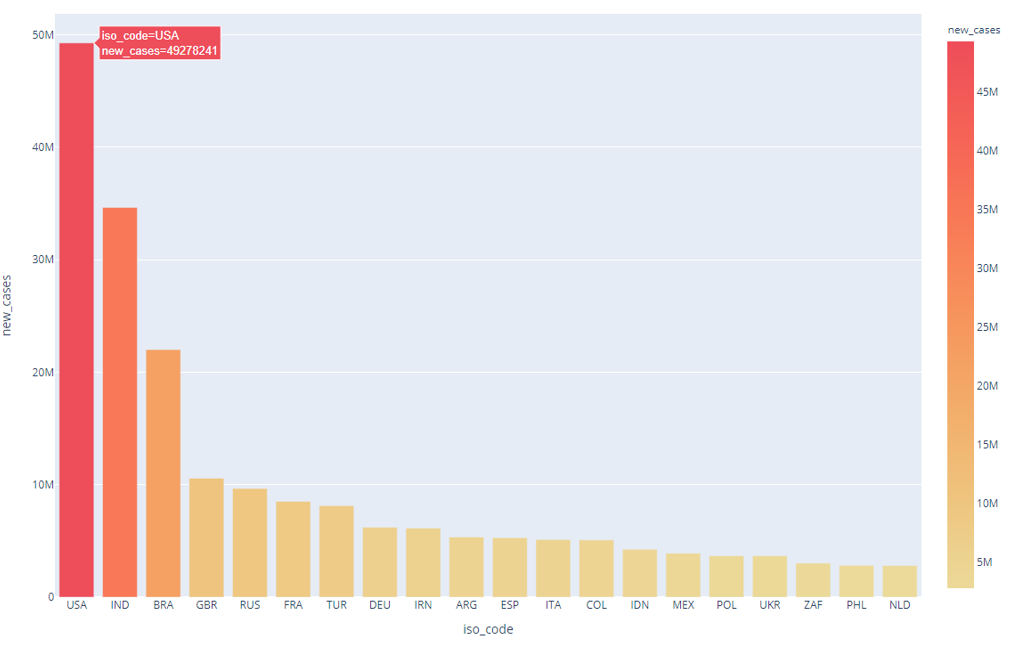 iso_code=USA
new_cases=49278241
new_cases
50M
40M
30M
20M
10M
0
new_cases
45M
40M
35M
30M
25M
20M
15M
10M
5M
USA IND BRA GBR RUS FRA TUR DEU IRN ARG ESP ITA COL IDN MEX POL UKR ZAF PHL NLD
iso_code